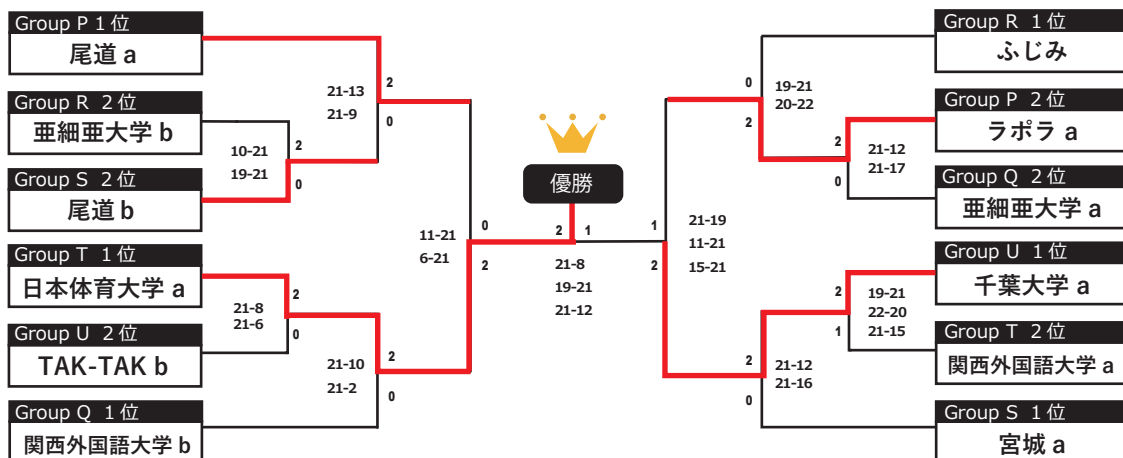 Group P 1位
尾道 a
Group R 2位
亜細亜大学 b
Group S 2位
尾道 b
Group T 1位
日本体育大学 a
Group U 2位
TAK-TAK b
Group Q 1位
関西外国語大学 b
10-21
19-21
2
0
21-8
21-6
2
0
21-13
21-9
2
0
21-10
21-2
2
0
11-21
6-21
0
2
優勝
2
1
21-8
19-21
21-12
1
2
21-19
11-21
15-21
0
2
19-21
20-22
2
0
21-12
21-16
2
0
21-12
21-17
2
1
19-21
22-20
21-15
Group R 1位
ふじみ
Group P 2位
ラポラ a
Group Q 2位
亜細亜大学 a
Group U 1位
千葉大学 a
Group T 2位
関西外国語大学 a
Group S 1位
宮城 a